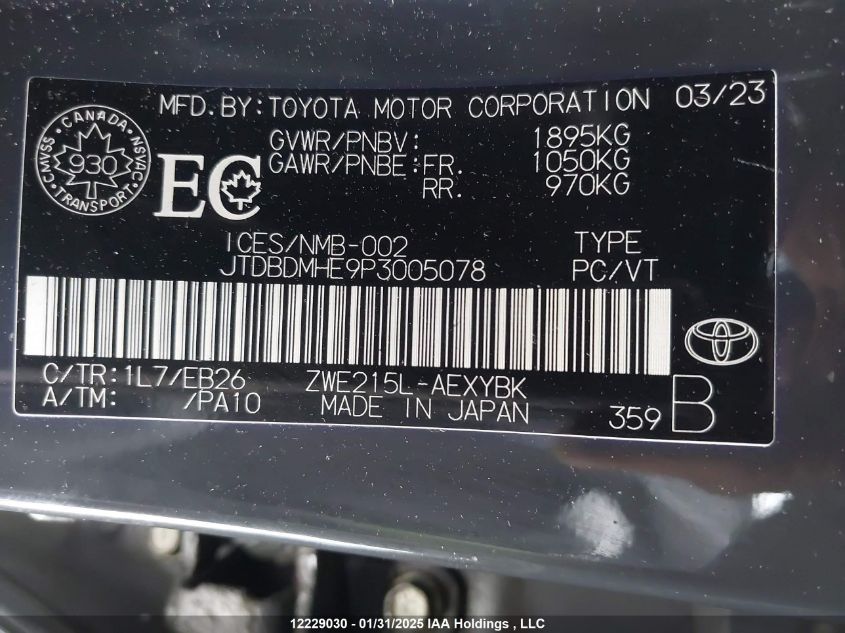 MFD.BY:TOYOTA MOTOR CORPORATION 03/23
GVWR/PNBV: 1895KG
GAWR/PNBE:FR. 1050KG
RR. 970KG
CANADA
CMVSS 930 NSVAC
TRANSPORT
EC
ICES/NMB-002 TYPE
JTDBDMHE9P3005078 PC/VT
C/TR:1L7/EB26 ZWE215L-AEXYBK
A/TM: /PA10 MADE IN JAPAN 359 B
12229030 - 01/31/2025 IAA Holdings , LLC